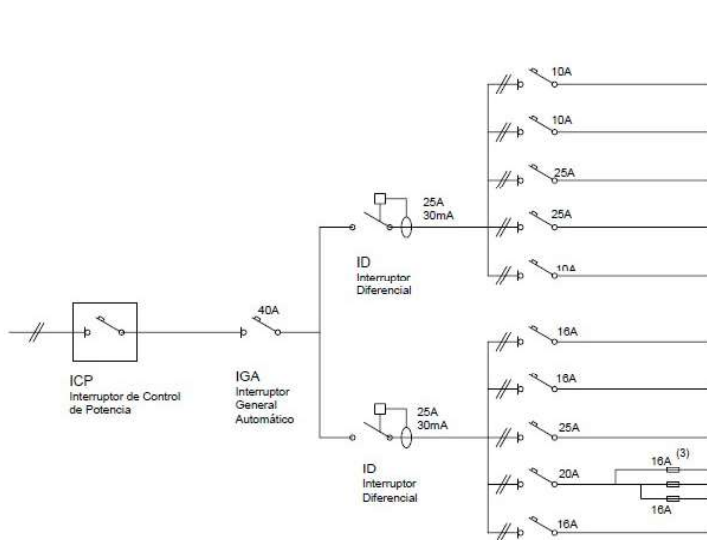 10A
10A
25A
25A
30mA
25A
ID
Interruptor
Diferencial
10A
40A
16A
ICP
Interruptor de Control
de Potencia
IGA
Interruptor
General
Automático
16A
25A
30mA
25A
ID
Interruptor
Diferencial
20A
16A
(3)
16A
16A